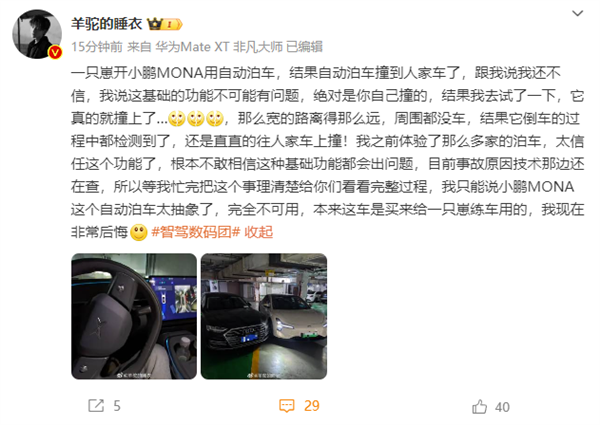 羊驼的睡衣
15分钟前 来自 华为Mate XT 非凡大师 已编辑
一只崽开小鹏MONA用自动泊车，结果自动泊车撞到人家车了，跟我说我还不
信，我说这基础的功能不可能有问题，绝对是你自己撞的，结果我去试了一下，它
真的就撞上了...，那么宽的路离得那么远，周围都没车，结果它倒车的过
程中都检测到了，还是直直的往人家车上撞！我之前体验了那么多家的泊车，太信
任这个功能了，根本不敢相信这种基础功能都会出问题，目前事故原因技术那边还
在查，所以等我忙完把这个事理清楚给你们看看完整过程，我只能说小鹏MONA
这个自动泊车太抽象了，完全不可用，本来这车是买来给一只崽练车用的，我现在
非常后悔 #智驾数码团# 收起
5
29
40